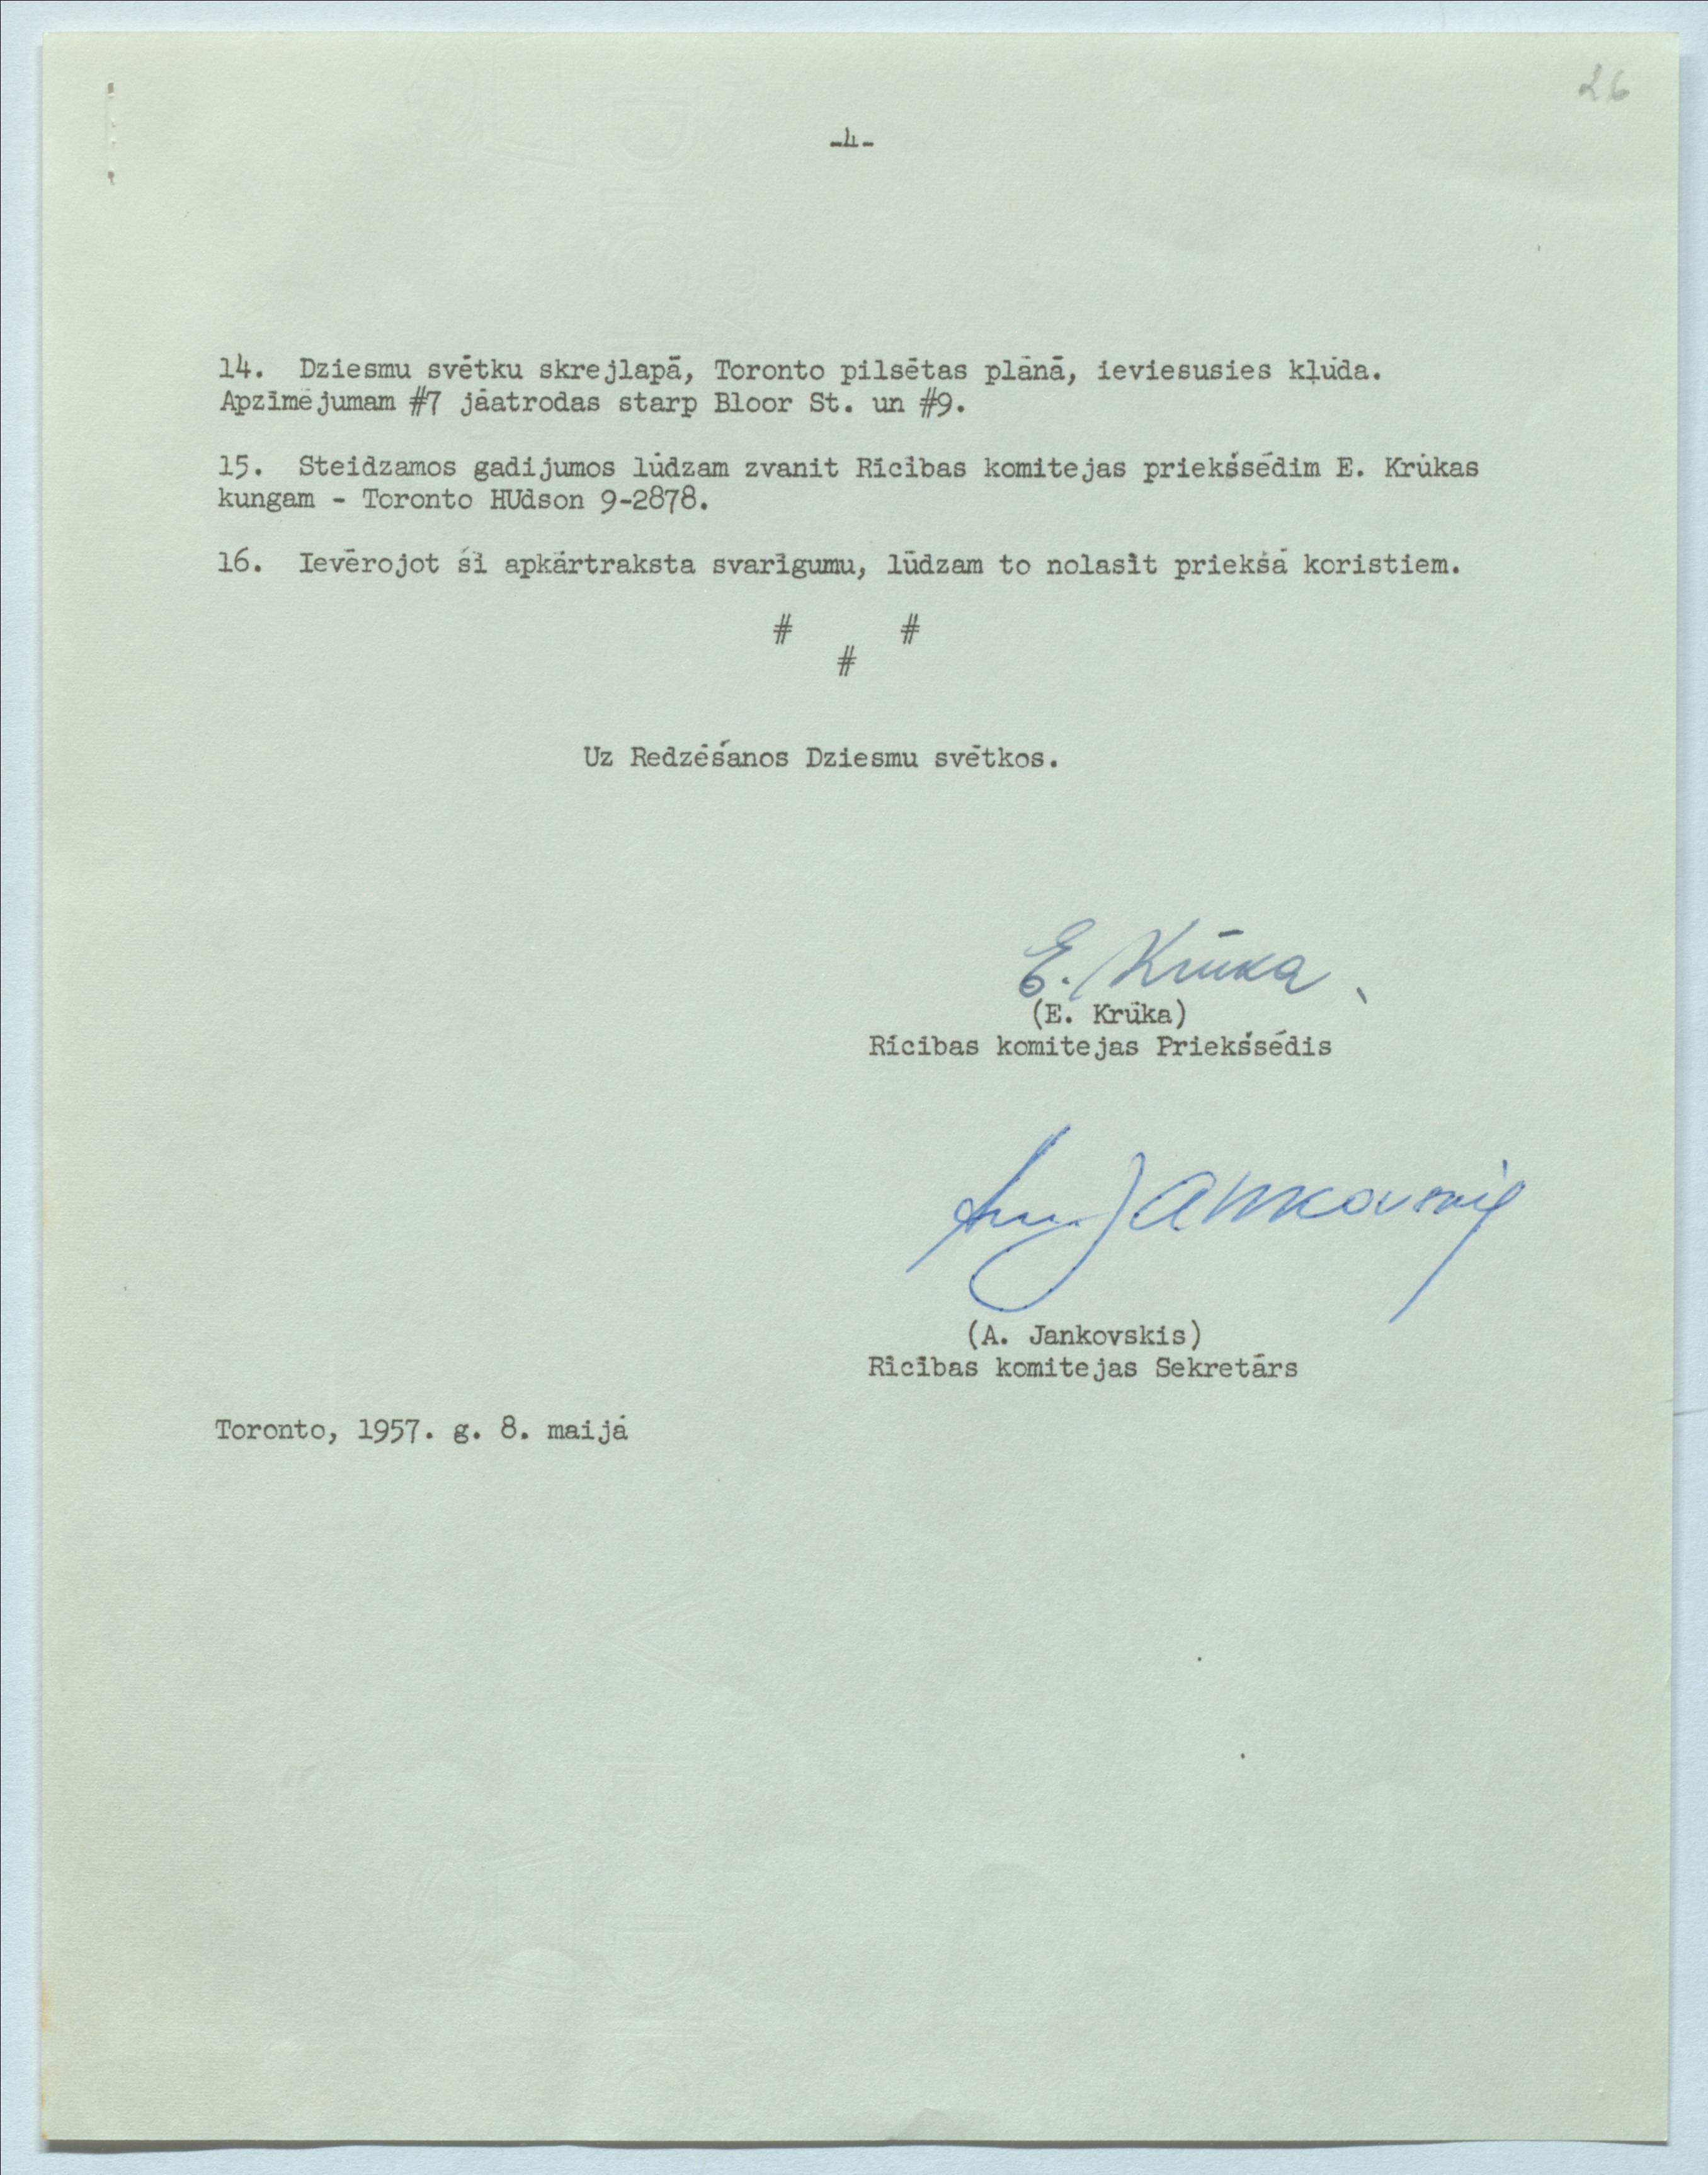 26
-4-
14. Dziesmu svētku skrejlapā, Toronto pilsētas plānā, ieviesusies kļūda.
Apzīmējumam #7 jāatrodas starp Bloor St. un #9.
15. Steidzamos gadijumos lūdzam zvanit Rīcības komitejas priekšsēdim E. Krūkas
kungam - Toronto HUdson 9-2878.
16. Ievērojot šī apkārtraksta svarīgumu, lūdzam to nolasīt priekšā koristiem.
# #
#
Uz Redzēšanos Dziesmu svētkos.
E. Krūka
(E. Krūka)
Rīcibas komitejas Priekšsēdis
Jankovskis
(A. Jankovskis)
Rīcības komitejas Sekretārs
Toronto, 1957. g. 8. maijā